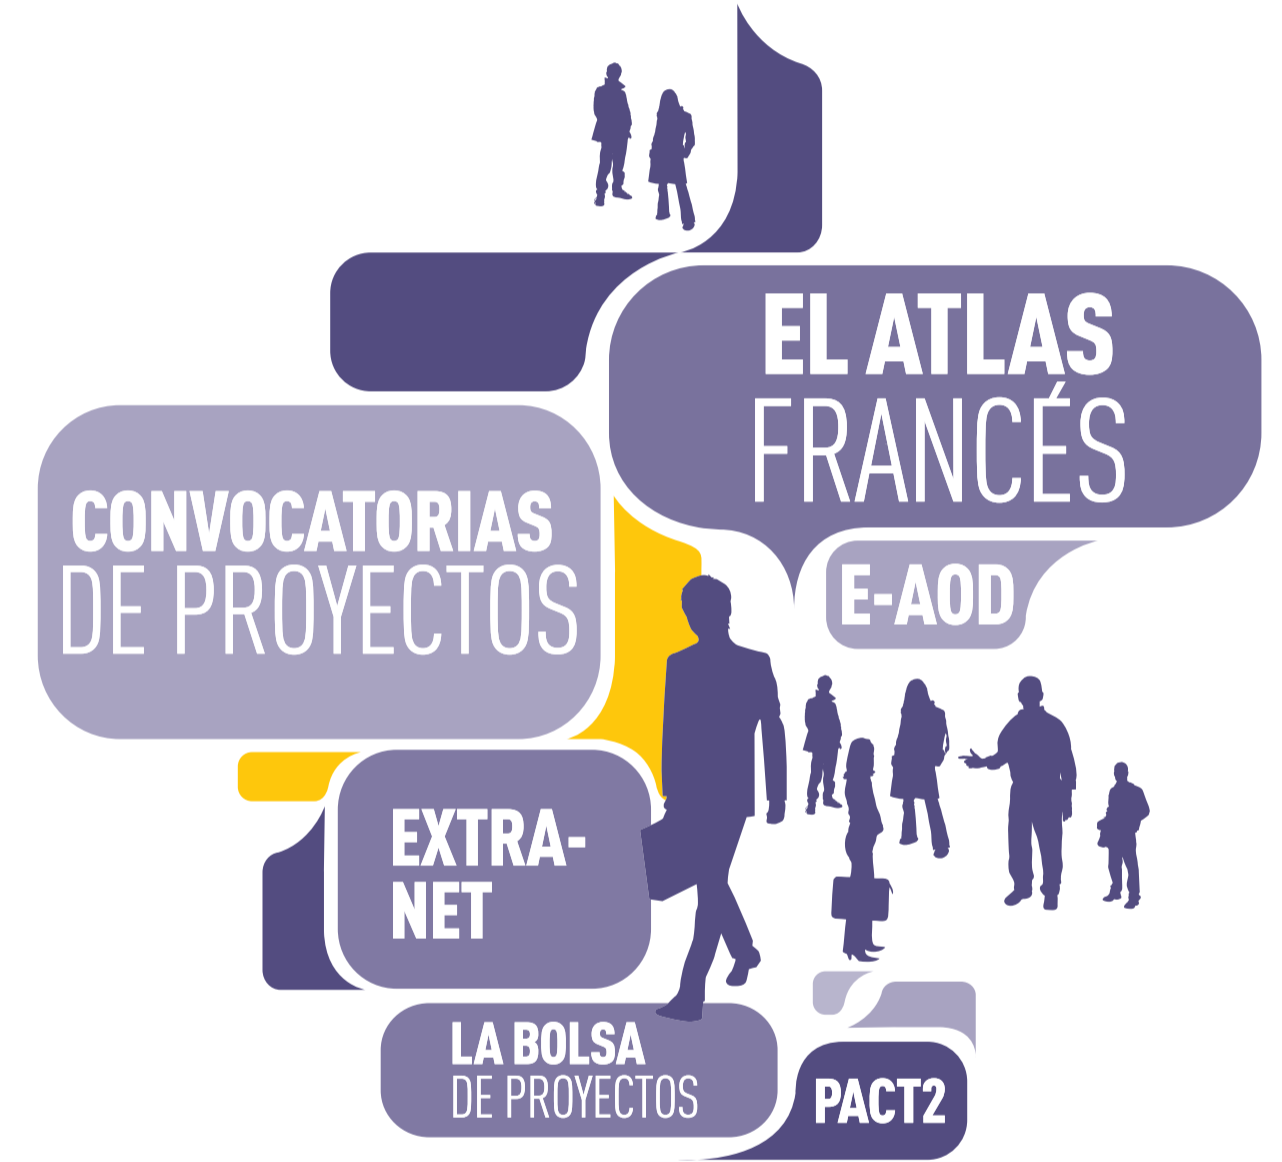 EL ATLAS
FRANCÉS
CONVOCATORIAS
DE PROYECTOS
E-AOD
EXTRA-
NET
LA BOLSA
DE PROYECTOS
PACT2